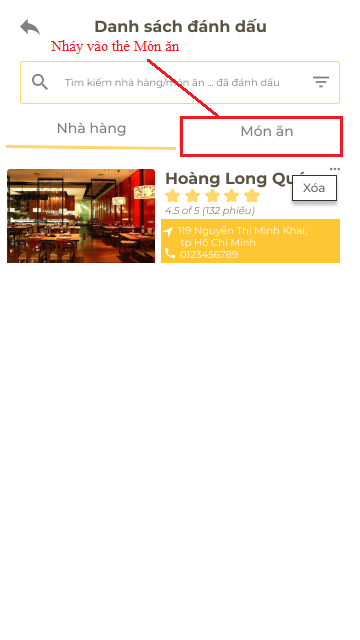 Danh sách đánh dấu
Nháy vào thẻ Món ăn
Tìm kiếm nhà hàng/món ăn ... đã đánh dấu
Nhà hàng
Món ăn
Hoàng Long
Xóa
4.5 of 5 (132 phiếu)
119 Nguyễn Thị Minh Khai,
tp Hồ Chí Minh
0123456789